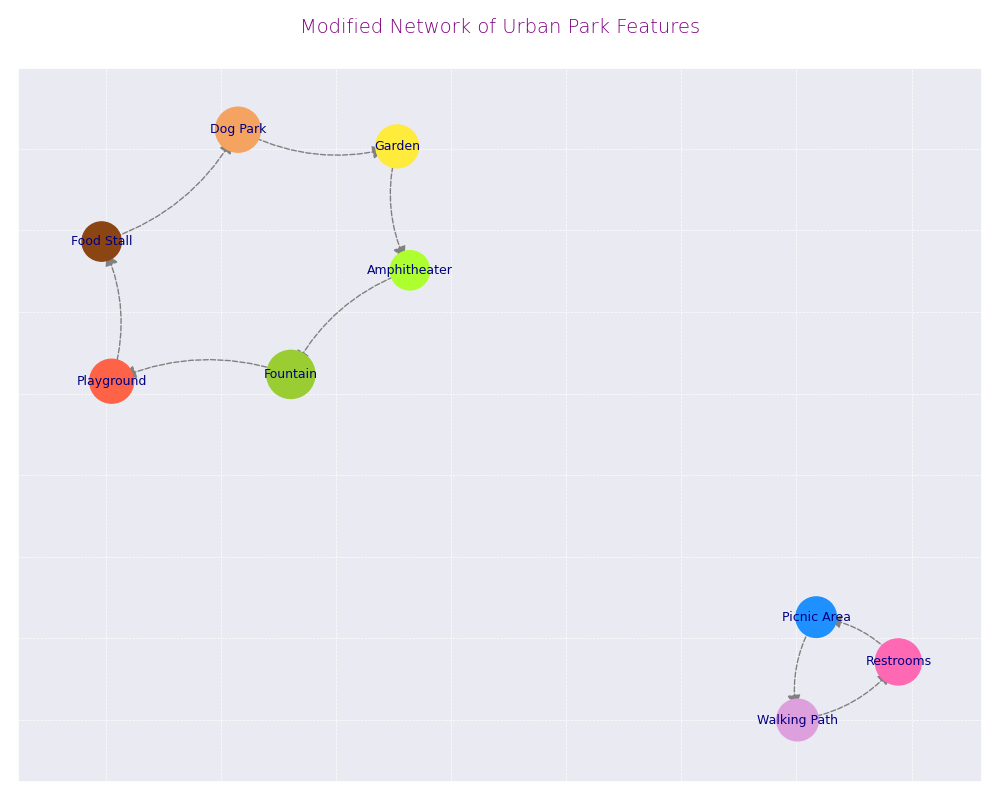 Modified Network of Urban Park Features
Dog Park
Garden
Food Stall
Amphitheater
Fountain
Playground
Picnic Area
Restrooms
Walking Path